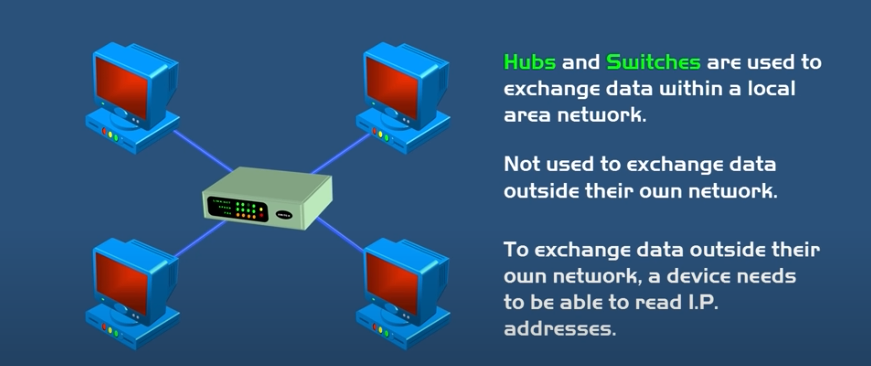 Hubs and Switches are used to
exchange data within a local
area network.
Not used to exchange data
outside their own network.
To exchange data outside their
own network, a device needs
to be able to read I.P.
addresses.